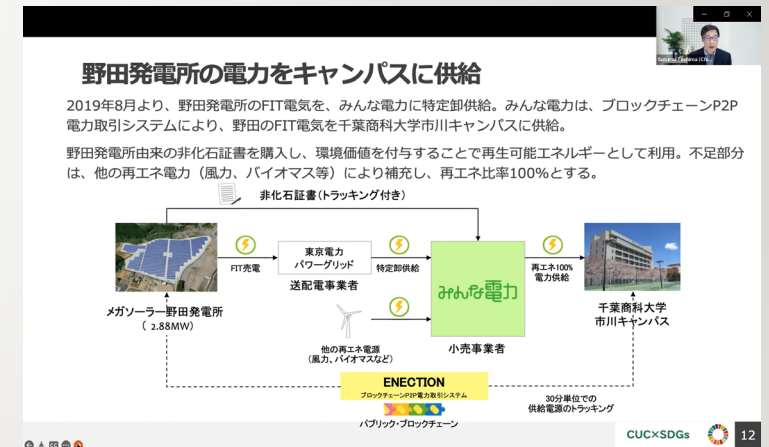 Susumu Teshima (Chi...
野田発電所の電力をキャンパスに供給
2019年8月より、野田発電所のFIT電気を、みんな電力に特定卸供給。みんな電力は、ブロックチェーンP2P
電力取引システムにより、野田のFIT電気を千葉商科大学市川キャンパスに供給。
野田発電所由来の非化石証書を購入し、環境価値を付与することで再生可能エネルギーとして利用。不足部分
は、他の再エネ電力（風力、バイオマス等）により補充し、再エネ比率100%とする。
非化石証書（トラッキング付き）
FIT売電
東京電力
パワーグリッド
送配電事業者
特定卸供給
みんな電力
小売事業者
再エネ100%
電力供給
メガソーラー野田発電所
（ 2.88MW）
千葉商科大学
市川キャンパス
他の再エネ電源
（風力、バイオマスなど）
ENECTION
ブロックチェーンP2P電力取引システム
パブリック・ブロックチェーン
30分単位での
供給電源のトラッキング
CUC×SDGs
12